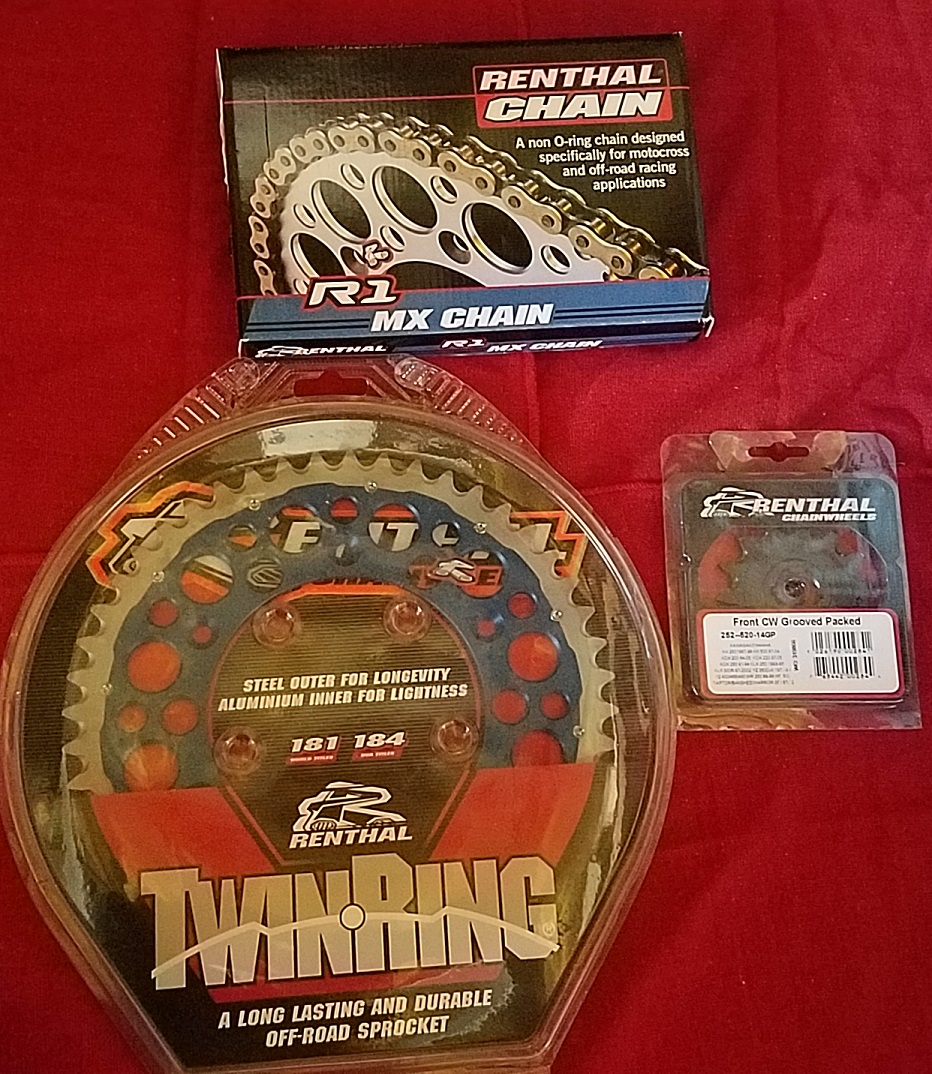 RENTHAL
CHAIN
A non O-ring chain designed
specifically for motocross
and off-road racing
applications
R1
MX CHAIN
RENTHAL R1 MX CHAIN
STEEL OUTER FOR LONGEVITY
ALUMINIUM INNER FOR LIGHTNESS
181 184
WORLD TITLES
RENTHAL
TWINRING
A LONG LASTING AND DURABLE
OFF-ROAD SPROCKET
RENTHAL
CHAINWHEELS
Front CW Grooved Packed
252--520-14GP